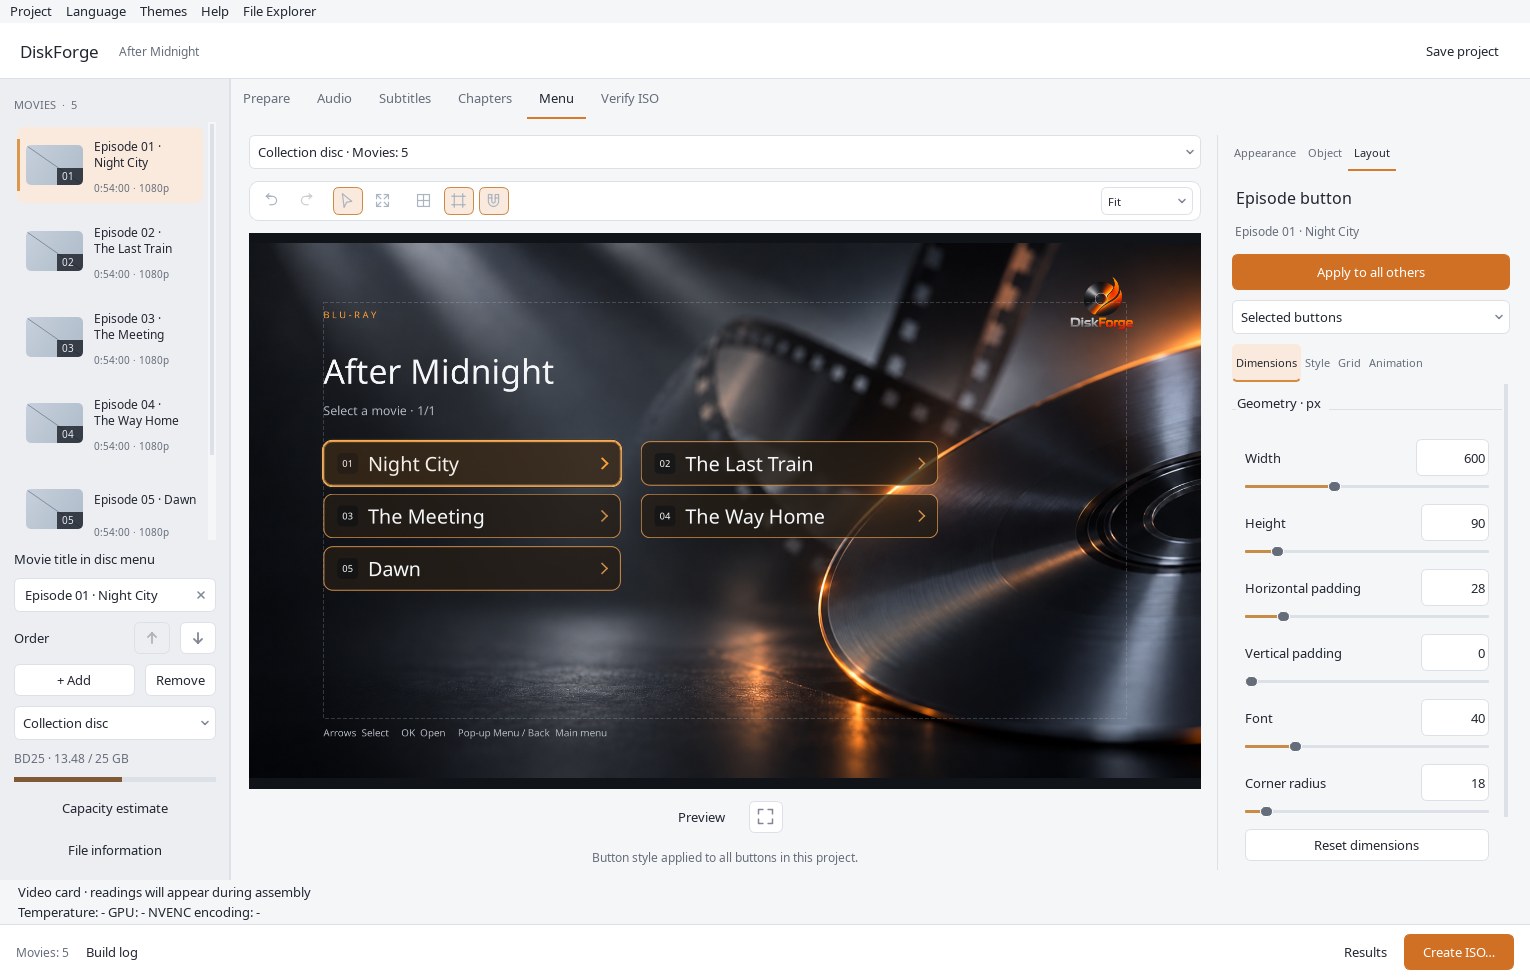 Project Language Themes Help File Explorer
DiskForge After Midnight Save project
MOVIES · 5
Episode 01 ·
Night City
01
0:54:00 · 1080p
Episode 02 ·
The Last Train
02
0:54:00 · 1080p
Episode 03 ·
The Meeting
03
0:54:00 · 1080p
Episode 04 ·
The Way Home
04
0:54:00 · 1080p
Episode 05 · Dawn
05
0:54:00 · 1080p
Movie title in disc menu
Episode 01 · Night City
Order
+ Add Remove
Collection disc
BD25 · 13.48 / 25 GB
Capacity estimate
File information
Prepare Audio Subtitles Chapters Menu Verify ISO
Collection disc · Movies: 5
Fit
BLU-RAY
DiskForge
After Midnight
Select a movie · 1/1
01 Night City
02 The Last Train
03 The Meeting
04 The Way Home
05 Dawn
Arrows Select OK Open Pop-up Menu / Back Main menu
Preview
Button style applied to all buttons in this project.
Appearance Object Layout
Episode button
Episode 01 · Night City
Apply to all others
Selected buttons
Dimensions Style Grid Animation
Geometry · px
Width 600
Height 90
Horizontal padding 28
Vertical padding 0
Font 40
Corner radius 18
Reset dimensions
Video card · readings will appear during assembly
Temperature: - GPU: - NVENC encoding: -
Movies: 5 Build log Results Create ISO...